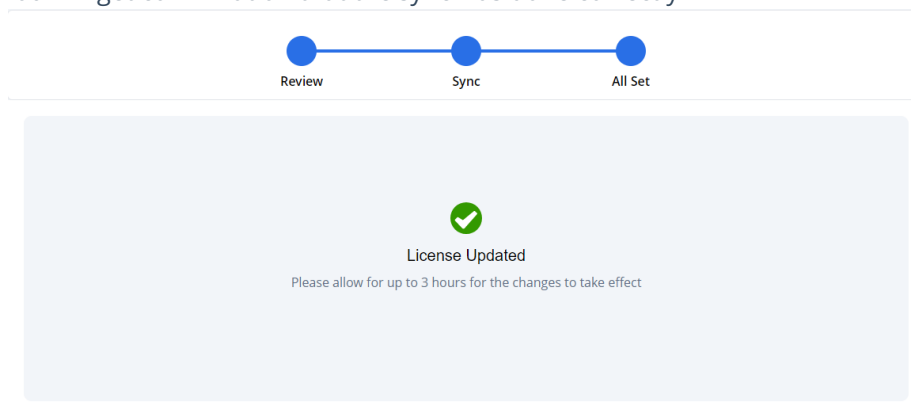 Review
Sync
All Set
License Updated
Please allow for up to 3 hours for the changes to take effect